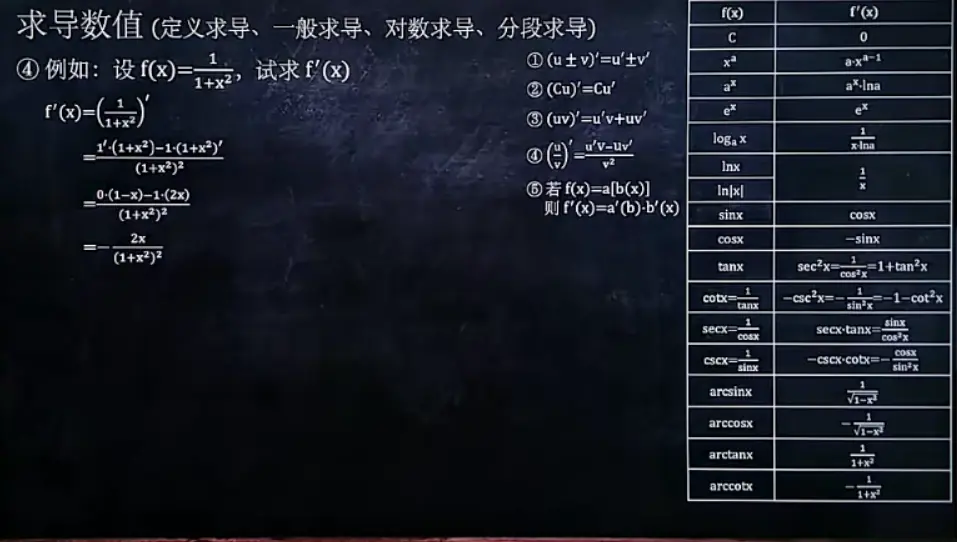 求导数值 (定义求导、一般求导、对数求导、分段求导)
④ 例如：设 f(x)=1/(1+x²)，试求 f′(x)
f′(x)=(1/(1+x²))′
=(1′·(1+x²)−1·(1+x²)′)/(1+x²)²
=(0·(1−x)−1·(2x))/(1+x²)²
=−2x/(1+x²)²
① (u ± v)′=u′±v′
② (Cu)′=Cu′
③ (uv)′=u′v+uv′
④ (u/v)′=(u′v−uv′)/v²
⑤ 若 f(x)=a[b(x)]
则 f′(x)=a′(b)·b′(x)
f(x) f′(x)
C 0
xᵃ a·xᵃ⁻¹
aˣ aˣ·lna
eˣ eˣ
logₐ x 1/(x·lna)
lnx 1/x
ln|x|
sinx cosx
cosx −sinx
tanx sec²x=1/cos²x=1+tan²x
cotx=1/tanx −csc²x=−1/sin²x=−1−cot²x
secx=1/cosx secx·tanx=sinx/cos²x
cscx=1/sinx −cscx·cotx=−cosx/sin²x
arcsinx 1/√(1−x²)
arccosx −1/√(1−x²)
arctanx 1/(1+x²)
arccotx −1/(1+x²)